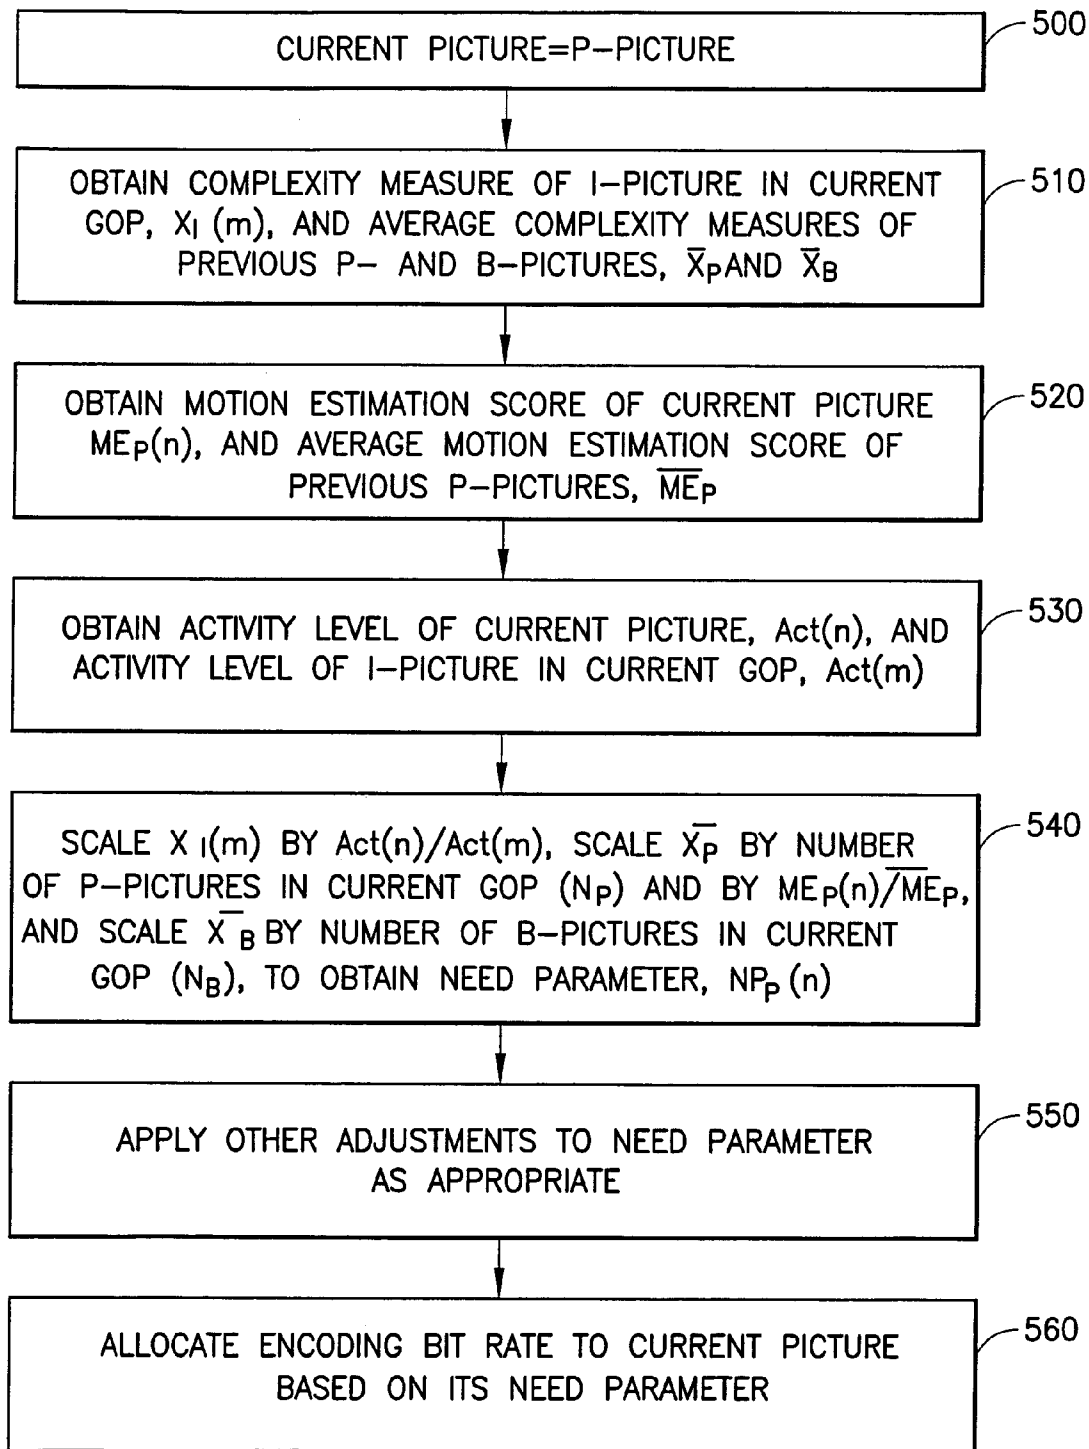 CURRENT PICTURE=P-PICTURE
500
OBTAIN COMPLEXITY MEASURE OF I-PICTURE IN CURRENT
GOP, XI (m), AND AVERAGE COMPLEXITY MEASURES OF
PREVIOUS P- AND B-PICTURES, X̅P AND X̅B
510
OBTAIN MOTION ESTIMATION SCORE OF CURRENT PICTURE
MEP(n), AND AVERAGE MOTION ESTIMATION SCORE OF
PREVIOUS P-PICTURES, M̅E̅P
520
OBTAIN ACTIVITY LEVEL OF CURRENT PICTURE, Act(n), AND
ACTIVITY LEVEL OF I-PICTURE IN CURRENT GOP, Act(m)
530
SCALE X I(m) BY Act(n)/Act(m), SCALE X̅P BY NUMBER
OF P-PICTURES IN CURRENT GOP (NP) AND BY MEP(n)/M̅EP,
AND SCALE X̅B BY NUMBER OF B-PICTURES IN CURRENT
GOP (NB), TO OBTAIN NEED PARAMETER, NPP (n)
540
APPLY OTHER ADJUSTMENTS TO NEED PARAMETER
AS APPROPRIATE
550
ALLOCATE ENCODING BIT RATE TO CURRENT PICTURE
BASED ON ITS NEED PARAMETER
560